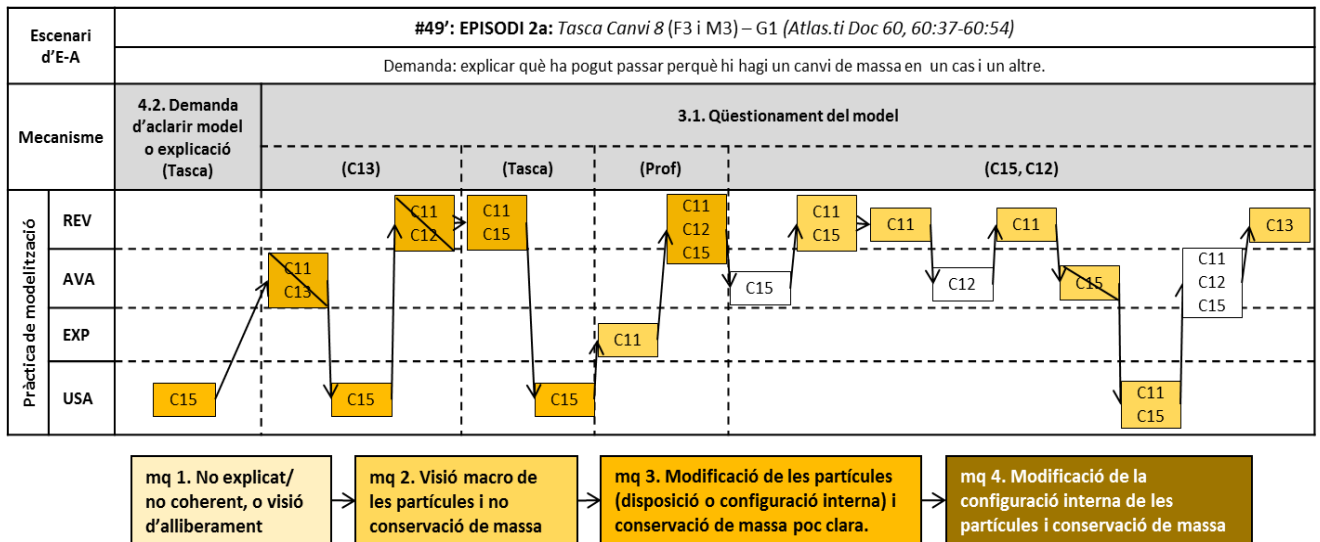 Escenari
d'E-A
#49': EPISODI 2a: Tasca Canvi 8 (F3 i M3) – G1 (Atlas.ti Doc 60, 60:37-60:54)
Demanda: explicar què ha pogut passar perquè hi hagi un canvi de massa en un cas i un altre.
Mecanisme
4.2. Demanda
d'aclarir model
o explicació
(Tasca)
3.1. Qüestionament del model
(C13)
(Tasca)
(Prof)
(C15, C12)
Pràctica de modelització
REV
C11
C12
C11
C15
C11
C12
C15
C11
C15
C11
C11
C13
AVA
C11
C13
C15
C12
C15
C11
C12
C15
EXP
C11
USA
C15
C15
C15
C11
C15
mq 1. No explicat/
no coherent, o visió
d'alliberament
mq 2. Visió macro de
les partícules i no
conservació de massa
mq 3. Modificació de les partícules
(disposició o configuració interna) i
conservació de massa poc clara.
mq 4. Modificació de la
configuració interna de les
partícules i conservació de massa